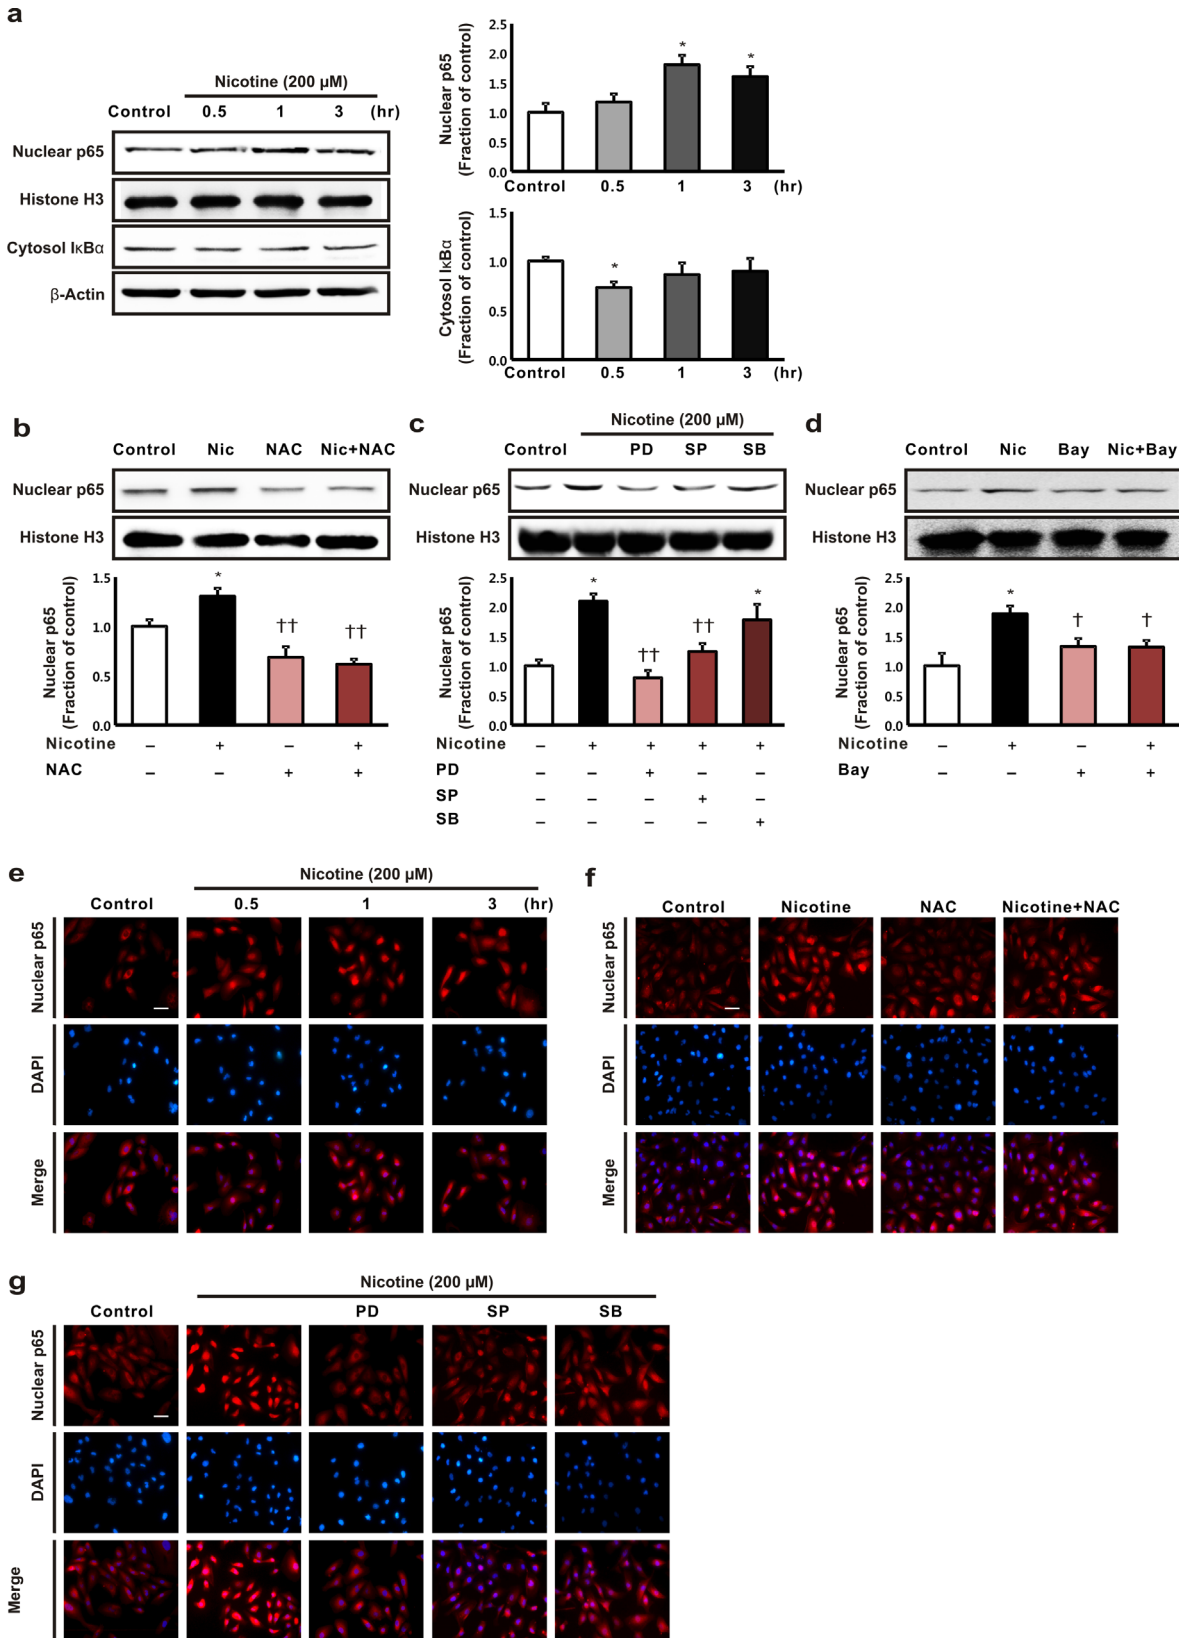 a
Nicotine (200 µM)
Control 0.5 1 3 (hr)
Nuclear p65
Histone H3
Cytosol IκBα
β-Actin
Nuclear p65
(Fraction of control)
2.5
2.0
1.5
1.0
0.5
0.0
* *
Control 0.5 1 3 (hr)
Cytosol IκBα
(Fraction of control)
1.5
1.0
0.5
0.0
*
Control 0.5 1 3 (hr)
b
Control Nic NAC Nic+NAC
Nuclear p65
Histone H3
Nuclear p65
(Fraction of control)
1.5
1.0
0.5
0.0
* †† ††
Nicotine – + – +
NAC – – + +
c
Nicotine (200 µM)
Control PD SP SB
Nuclear p65
Histone H3
Nuclear p65
(Fraction of control)
2.5
2.0
1.5
1.0
0.5
0.0
* †† †† *
Nicotine – + + + +
PD – – + – –
SP – – – + –
SB – – – – +
d
Control Nic Bay Nic+Bay
Nuclear p65
Histone H3
Nuclear p65
(Fraction of control)
2.5
2.0
1.5
1.0
0.5
0.0
* † †
Nicotine – + – +
Bay – – + +
e
Nicotine (200 µM)
Control 0.5 1 3 (hr)
Nuclear p65
DAPI
Merge
f
Control Nicotine NAC Nicotine+NAC
Nuclear p65
DAPI
Merge
g
Nicotine (200 µM)
Control PD SP SB
Nuclear p65
DAPI
Merge